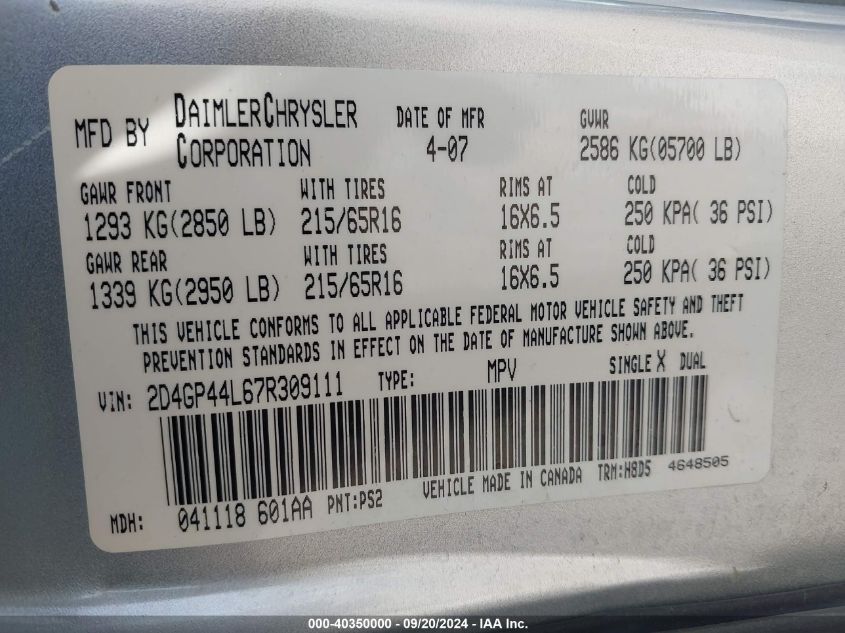 MFD BY DAIMLERCHRYSLER CORPORATION
DATE OF MFR
4-07
GVWR
2586 KG(05700 LB)
GAWR FRONT WITH TIRES RIMS AT COLD
1293 KG(2850 LB) 215/65R16 16X6.5 250 KPA( 36 PSI)
GAWR REAR WITH TIRES RIMS AT COLD
1339 KG(2950 LB) 215/65R16 16X6.5 250 KPA( 36 PSI)
THIS VEHICLE CONFORMS TO ALL APPLICABLE FEDERAL MOTOR VEHICLE SAFETY AND THEFT
PREVENTION STANDARDS IN EFFECT ON THE DATE OF MANUFACTURE SHOWN ABOVE.
VIN: 2D4GP44L67R309111 TYPE: MPV SINGLE X DUAL
MDH: 041118 601AA PNT:PS2 VEHICLE MADE IN CANADA TRM:H8D5 4648505
000-40350000 - 09/20/2024 - IAA Inc.